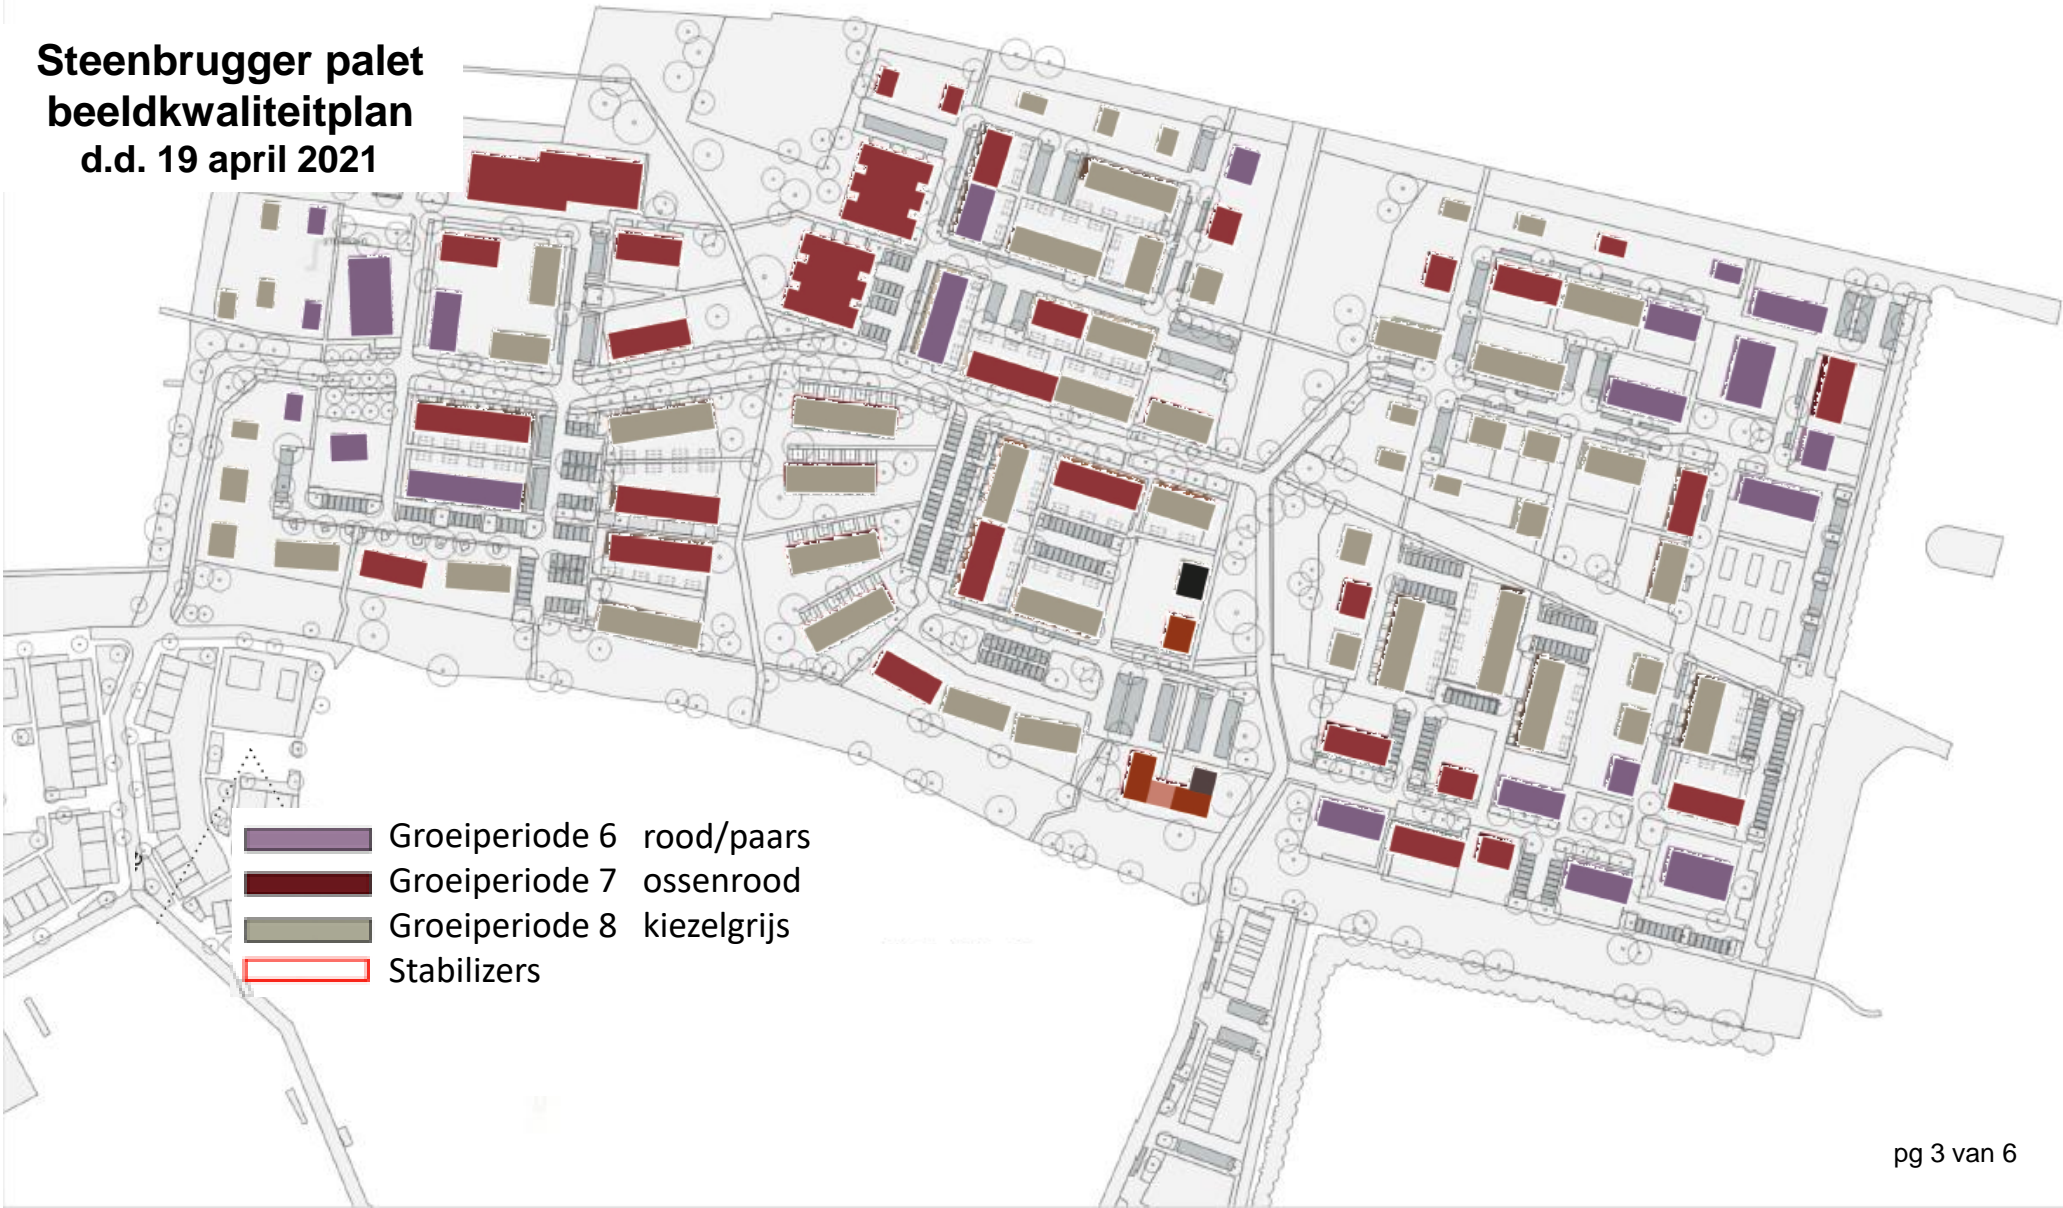 Steenbrugger palet
beeldkwaliteitplan
d.d. 19 april 2021
Groeiperiode 6 rood/paars
Groeiperiode 7 ossenrood
Groeiperiode 8 kiezelgrijs
Stabilizers
pg 3 van 6